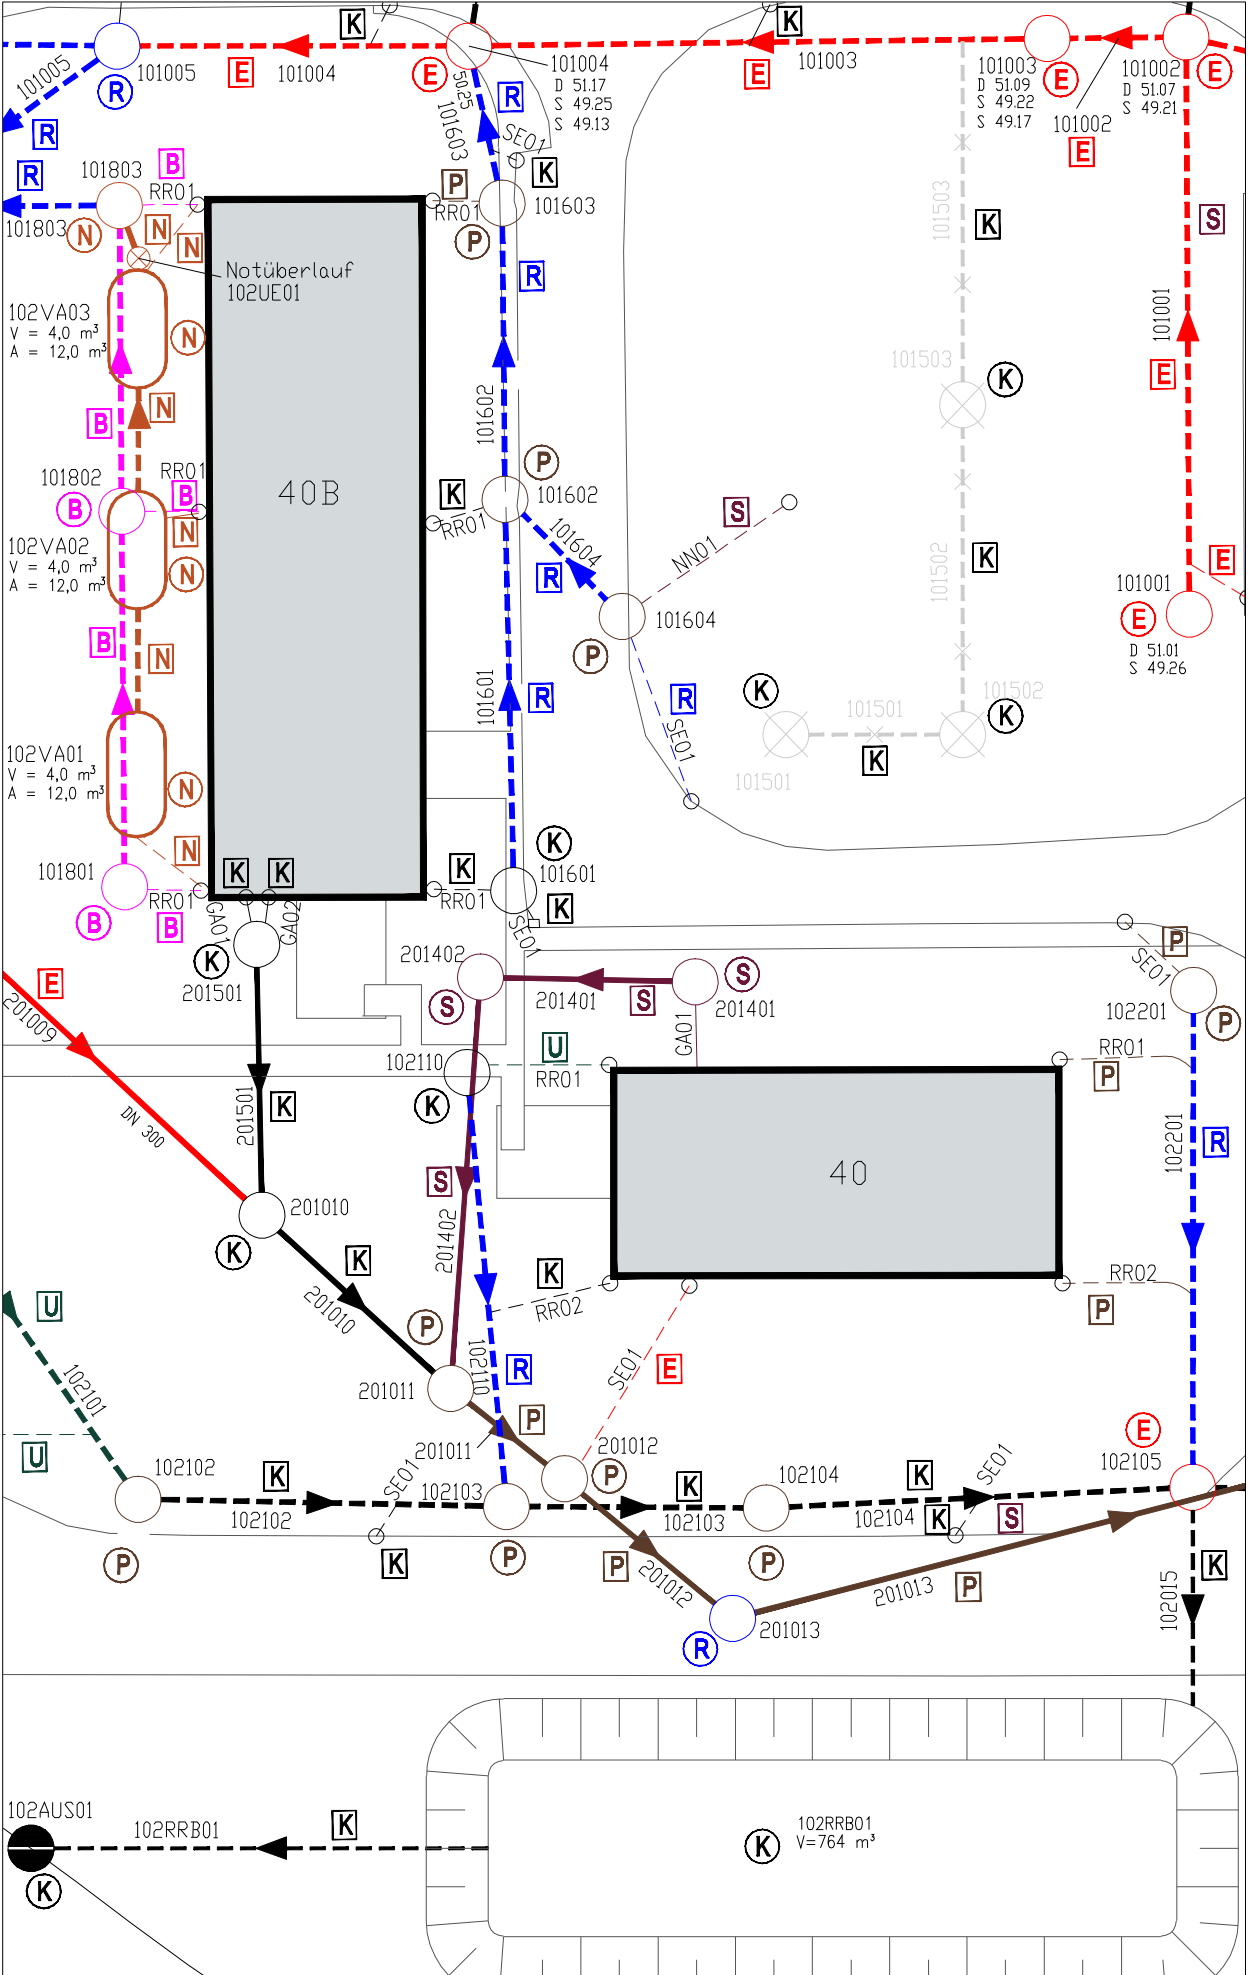 K
K
101005
101005
R
R
E
101004
E
50.25
101603
R
SE01
K
101004
D 51.17
S 49.25
S 49.13
E
101003
101003
D 51.09
S 49.22
S 49.17
E
101002
E
101002
D 51.07
S 49.21
E
R
101803
B
RR01
101803
N
N
N
P
RR01
101603
P
101503
K
S
Notüberlauf
102UE01
R
102VA03
V = 4,0 m³
A = 12,0 m³
N
101001
E
101503
K
B
N
101602
P
101802
RR01
B
B
40B
K
RR01
101602
N
S
NN01
101604
R
102VA02
V = 4,0 m³
A = 12,0 m³
N
101502
K
E
101001
E
D 51.01
S 49.26
B
N
101604
P
101601
R
R
SE01
K
101501
K
101502
K
101501
102VA01
V = 4,0 m³
A = 12,0 m³
N
N
101801
RR01
B
B
GA01
K
K
GA02
K
RR01
K
101601
K
SE01
K
201501
201402
S
201401
S
S
201401
GA01
P
SE01
102201
P
E
201009
DN 300
201501
K
102110
K
U
RR01
RR01
P
102201
R
40
S
201402
201010
K
K
201010
K
RR02
RR02
P
U
102101
U
P
201011
102110
R
SE01
E
P
201011
201012
P
E
102105
102102
K
102102
P
SE01
K
102103
P
K
102103
102104
P
K
102104
K
SE01
S
P
201012
201013
R
201013
P
K
102015
102AUS01
K
102RRB01
K
K
102RRB01
V=764 m³